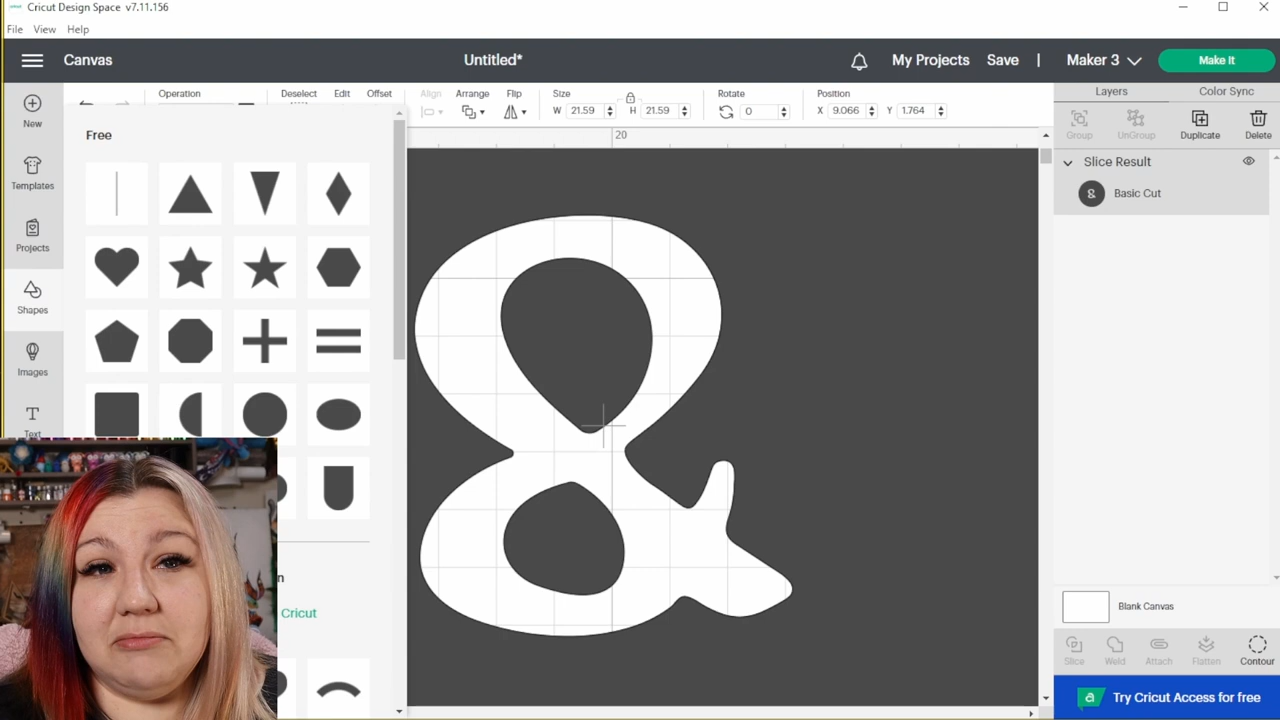 Cricut Design Space v7.11.156
File View Help
Canvas
Untitled*
My Projects Save | Maker 3 Make It
New
Templates
Projects
Shapes
Images
Text
Operation
Deselect Edit Offset Align Arrange Flip Size Rotate Position
W 21.59 H 21.59 0 X 9.066 Y 1.764
Free
20
&
Cricut
Layers Color Sync
Group UnGroup Duplicate Delete
Slice Result
& Basic Cut
Blank Canvas
Slice Weld Attach Flatten Contour
a Try Cricut Access for free